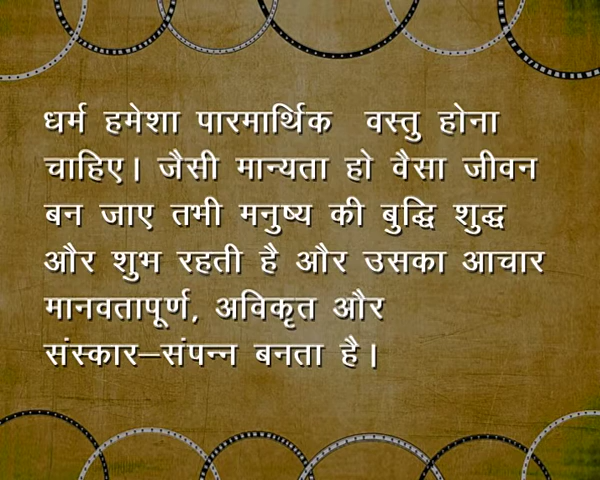 धर्म हमेशा पारमार्थिक वस्तु होना
चाहिए। जैसी मान्यता हो वैसा जीवन
बन जाए तभी मनुष्य की बुद्धि शुद्ध
और शुभ रहती है और उसका आचार
मानवतापूर्ण, अविकृत और
संस्कार–संपन्न बनता है।